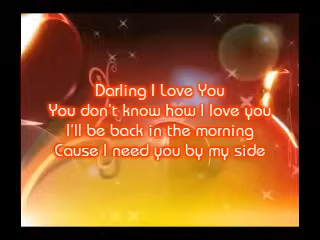 Darling I Love You
You don't know how I love you
I'll be back in the morning
Cause I need you by my side